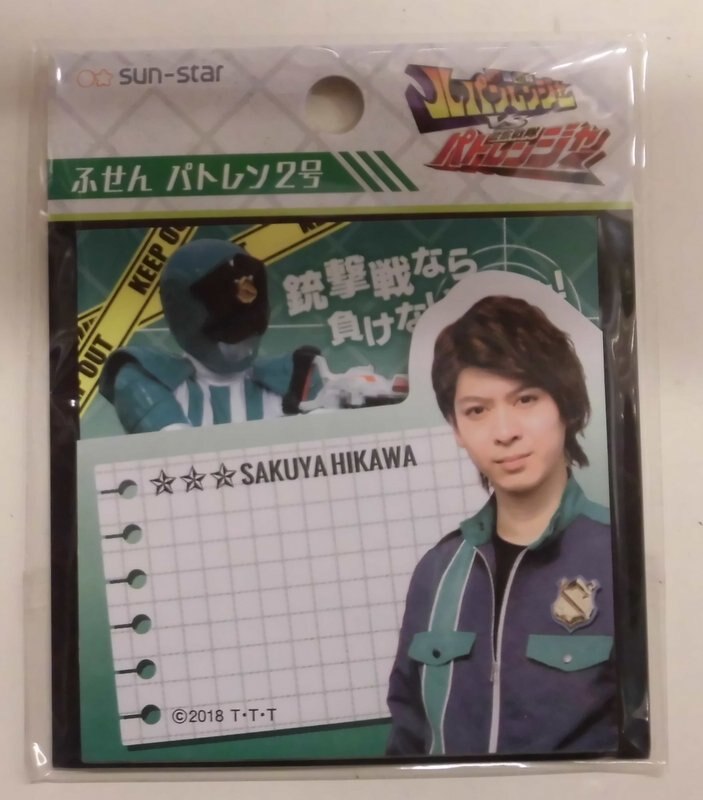 sun-star
ルパンレンジャー
VS
警察戦隊
パトレンジャー
ふせん パトレン2号
KEEP OUT
KEEP OU
OUT
銃撃戦なら
負けない!
☆☆☆SAKUYA HIKAWA
©2018 T・T・T